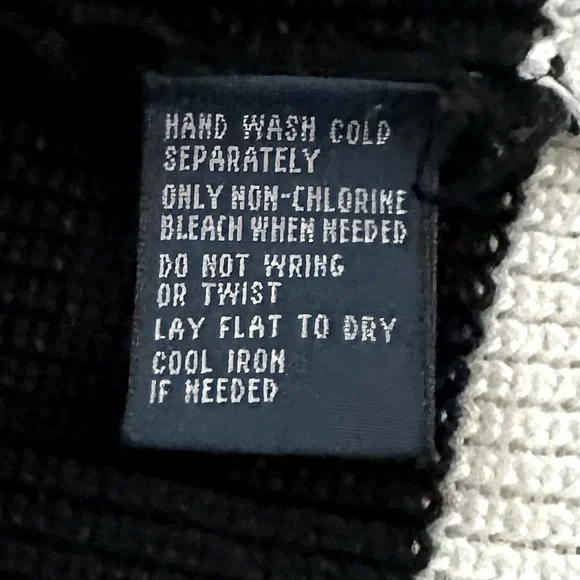 HAND WASH COLD
SEPARATELY
ONLY NON-CHLORINE
BLEACH WHEN NEEDED
DO NOT WRING
OR TWIST
LAY FLAT TO DRY
COOL IRON
IF NEEDED